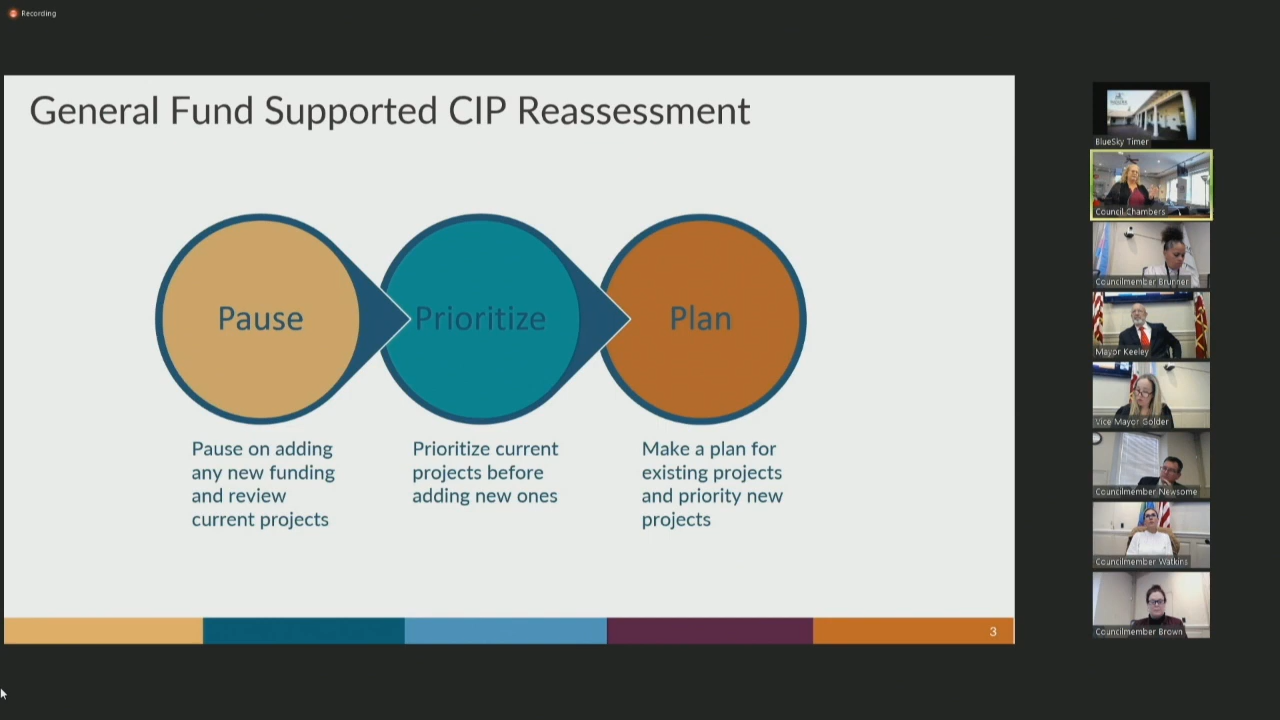 Recording
General Fund Supported CIP Reassessment
Pause
Prioritize
Plan
Pause on adding
any new funding
and review
current projects
Prioritize current
projects before
adding new ones
Make a plan for
existing projects
and priority new
projects
3
BlueSky Timer
Council Chambers
Councilmember Brunner
Mayor Keeley
Vice Mayor Golder
Councilmember Newsome
Councilmember Watkins
Councilmember Brown